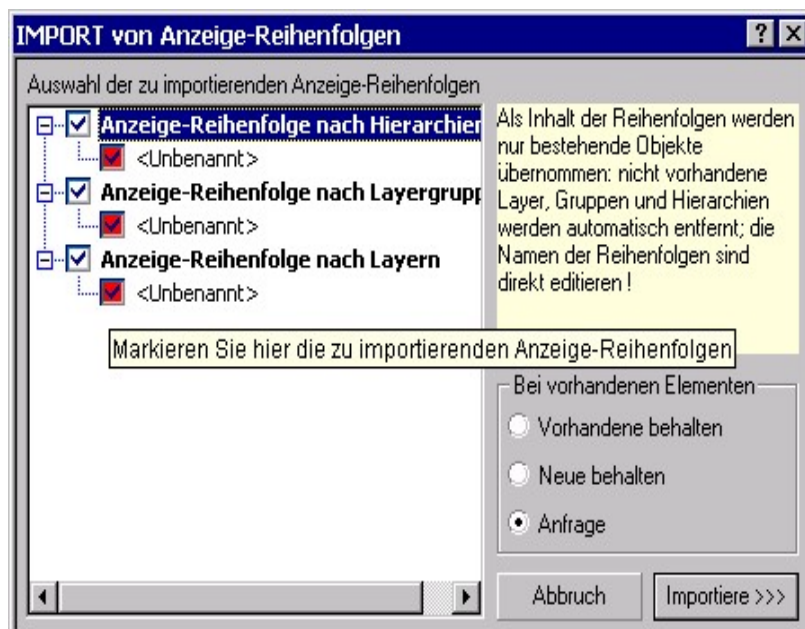 IMPORT von Anzeige-Reihenfolgen
Auswahl der zu importierenden Anzeige-Reihenfolgen
Anzeige-Reihenfolge nach Hierarchier
<Unbenannt>
Anzeige-Reihenfolge nach Layergrupp
<Unbenannt>
Anzeige-Reihenfolge nach Layern
<Unbenannt>
Markieren Sie hier die zu importierenden Anzeige-Reihenfolgen
Als Inhalt der Reihenfolgen werden
nur bestehende Objekte
übernommen: nicht vorhandene
Layer, Gruppen und Hierarchien
werden automatisch entfernt; die
Namen der Reihenfolgen sind
direkt editieren !
Bei vorhandenen Elementen
Vorhandene behalten
Neue behalten
Anfrage
Abbruch
Importiere >>>